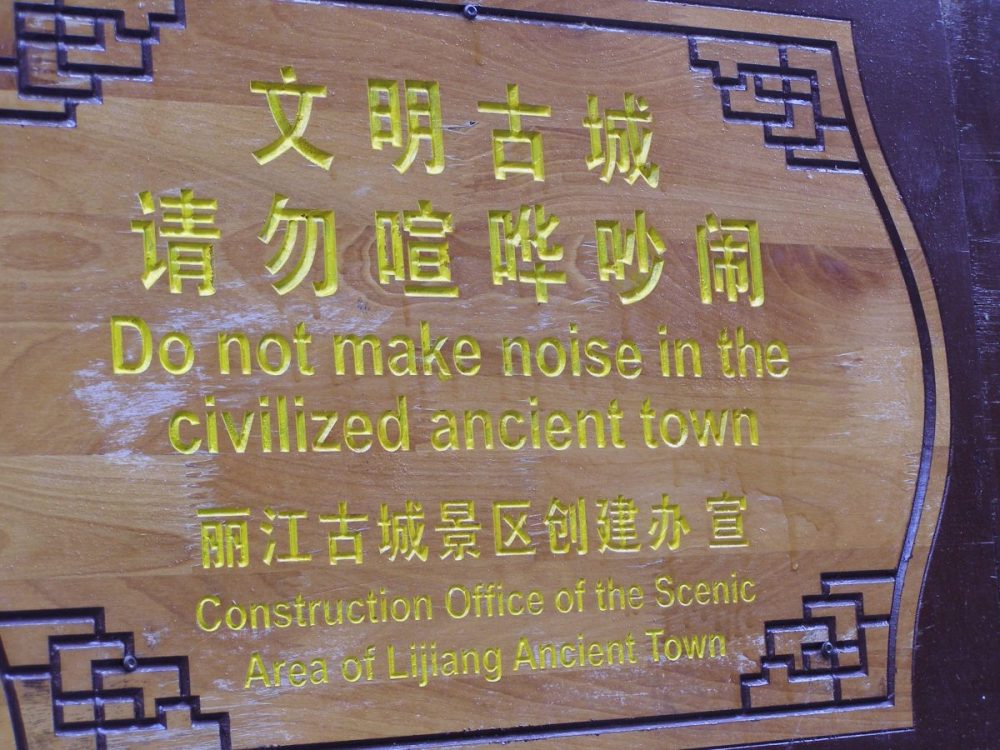 文明古城
请勿喧哗吵闹
Do not make noise in the
civilized ancient town
丽江古城景区创建办 宣
Construction Office of the Scenic
Area of Lijiang Ancient Town